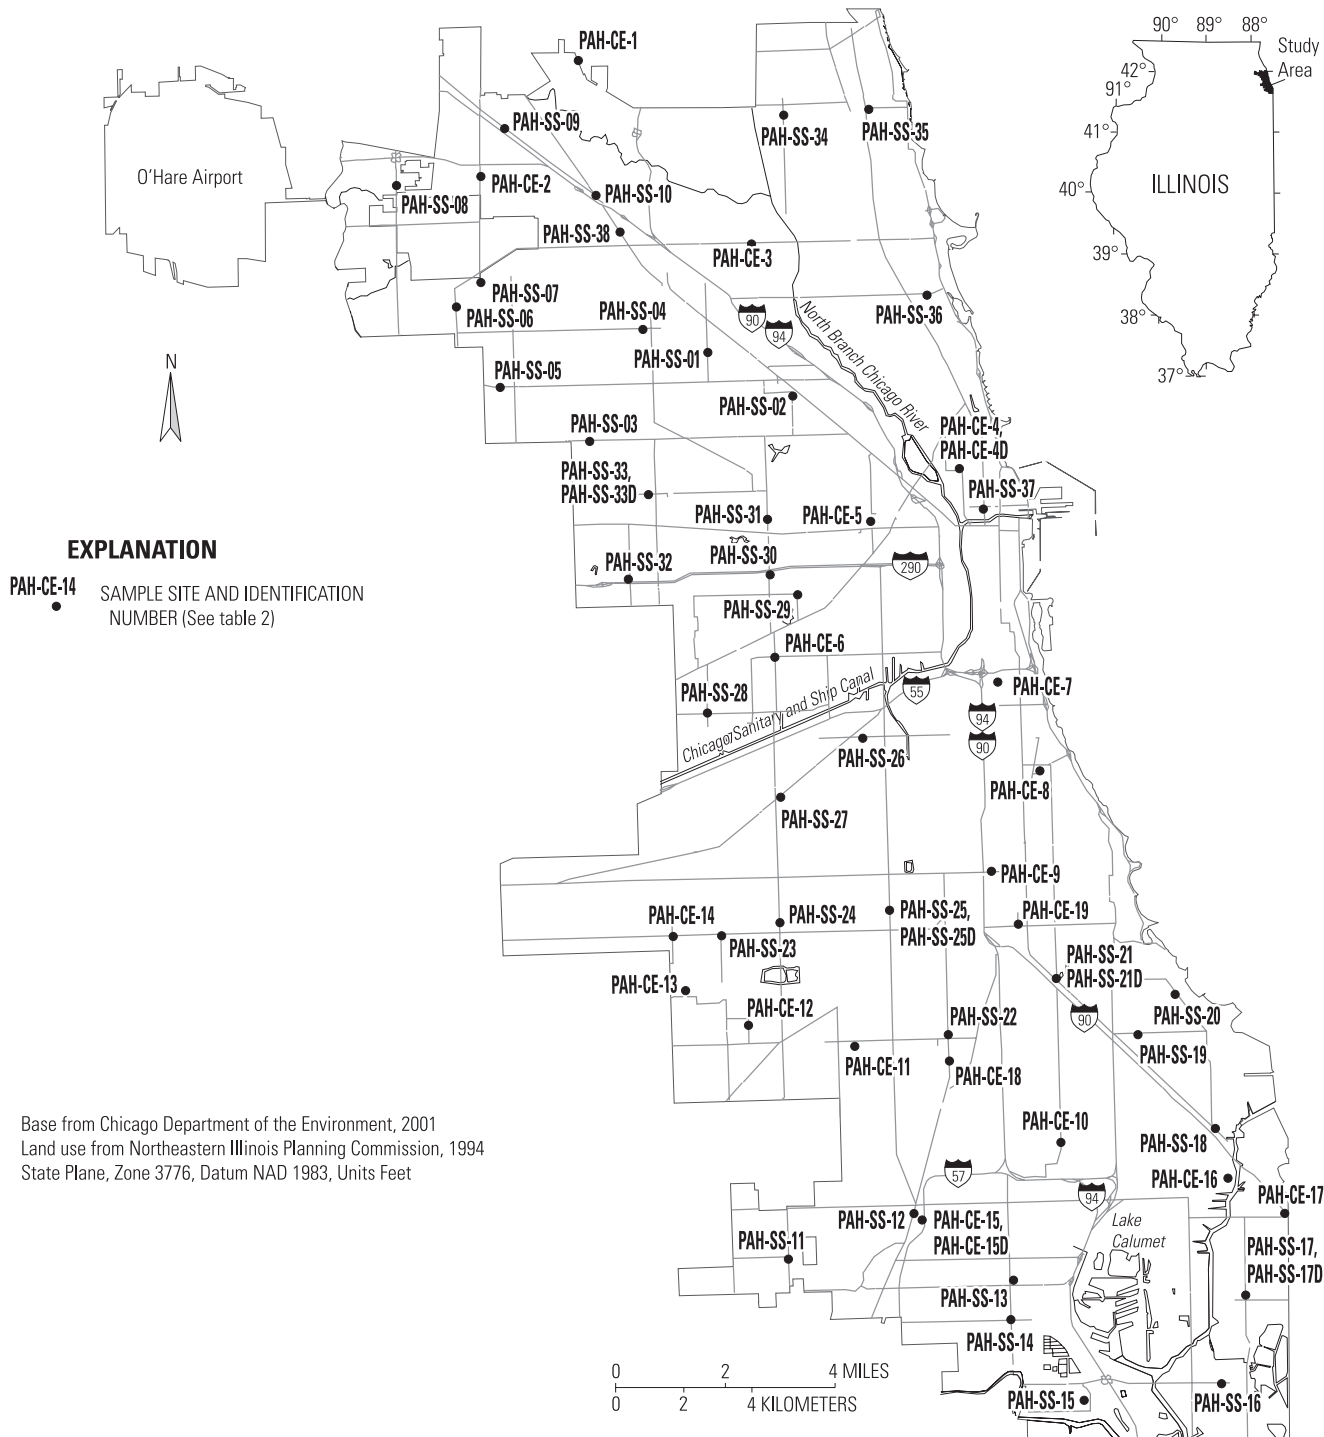 PAH-CE-1
90° 89° 88°
Study
Area
42°
91°
41°
40°
39°
38°
37°
ILLINOIS
PAH-SS-09
PAH-SS-34
PAH-SS-35
O'Hare Airport
PAH-CE-2
PAH-SS-08
PAH-SS-10
PAH-SS-38
PAH-CE-3
PAH-SS-07
PAH-SS-06
PAH-SS-04
PAH-SS-36
90
94
North Branch Chicago River
N
PAH-SS-01
PAH-SS-05
PAH-SS-02
PAH-SS-03
PAH-CE-4,
PAH-CE-4D
PAH-SS-33,
PAH-SS-33D
PAH-SS-37
PAH-SS-31
PAH-CE-5
EXPLANATION
PAH-CE-14
SAMPLE SITE AND IDENTIFICATION
NUMBER (See table 2)
PAH-SS-32
PAH-SS-30
290
PAH-SS-29
PAH-CE-6
PAH-SS-28
Chicago Sanitary and Ship Canal
55
PAH-CE-7
94
90
PAH-SS-26
PAH-CE-8
PAH-SS-27
PAH-CE-9
PAH-CE-14
PAH-SS-24
PAH-SS-25,
PAH-SS-25D
PAH-CE-19
PAH-SS-23
PAH-SS-21
PAH-SS-21D
PAH-CE-13
PAH-CE-12
PAH-SS-20
90
PAH-SS-22
PAH-SS-19
PAH-CE-11
PAH-CE-18
Base from Chicago Department of the Environment, 2001
Land use from Northeastern Illinois Planning Commission, 1994
State Plane, Zone 3776, Datum NAD 1983, Units Feet
PAH-CE-10
PAH-SS-18
57
PAH-CE-16
94
PAH-CE-17
PAH-SS-12
PAH-CE-15,
PAH-CE-15D
Lake
Calumet
PAH-SS-11
PAH-SS-17,
PAH-SS-17D
PAH-SS-13
PAH-SS-14
0 2 4 MILES
0 2 4 KILOMETERS
PAH-SS-15
PAH-SS-16